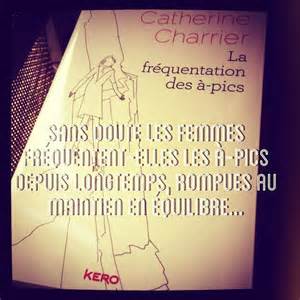 Catherine
Charrier
La
fréquentation
des à-pics
SANS DOUTE LES FEMMES
FRÉQUENTENT-ELLES LES À-PICS
DEPUIS LONGTEMPS, ROMPUES AU
MAINTIEN EN ÉQUILIBRE...
KERO